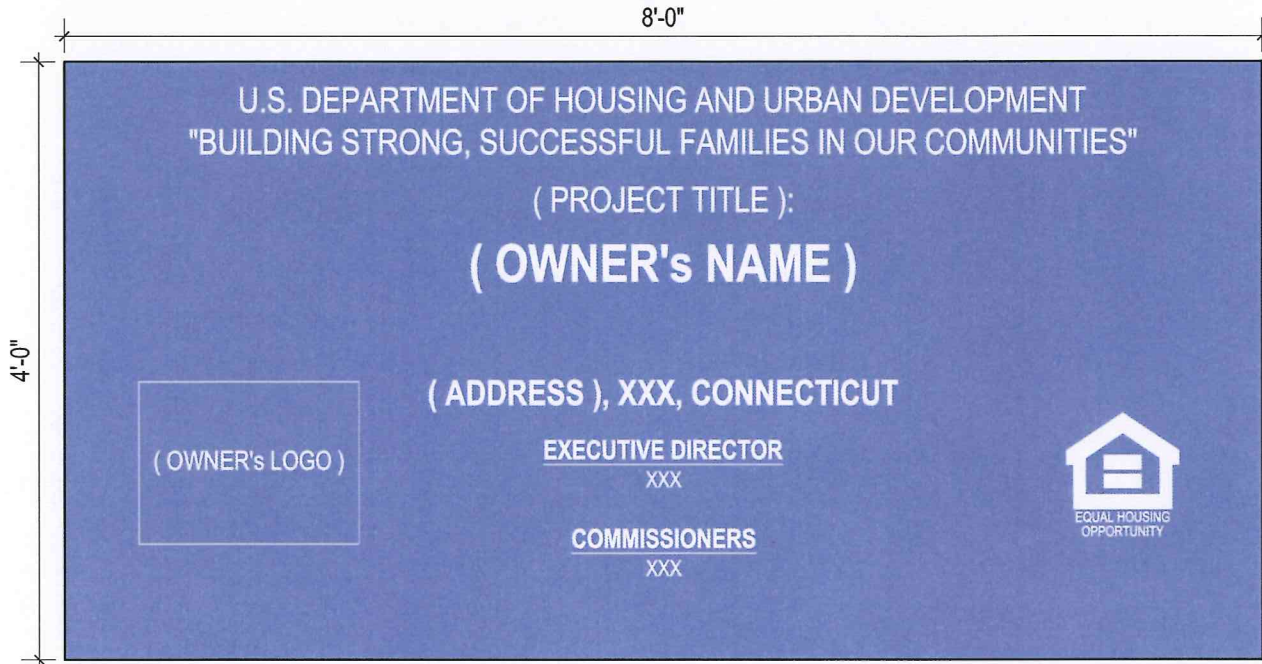 8'-0"
4'-0"
U.S. DEPARTMENT OF HOUSING AND URBAN DEVELOPMENT
"BUILDING STRONG, SUCCESSFUL FAMILIES IN OUR COMMUNITIES"
( PROJECT TITLE ):
( OWNER's NAME )
( ADDRESS ), XXX, CONNECTICUT
( OWNER's LOGO )
EXECUTIVE DIRECTOR
XXX
COMMISSIONERS
XXX
EQUAL HOUSING
OPPORTUNITY